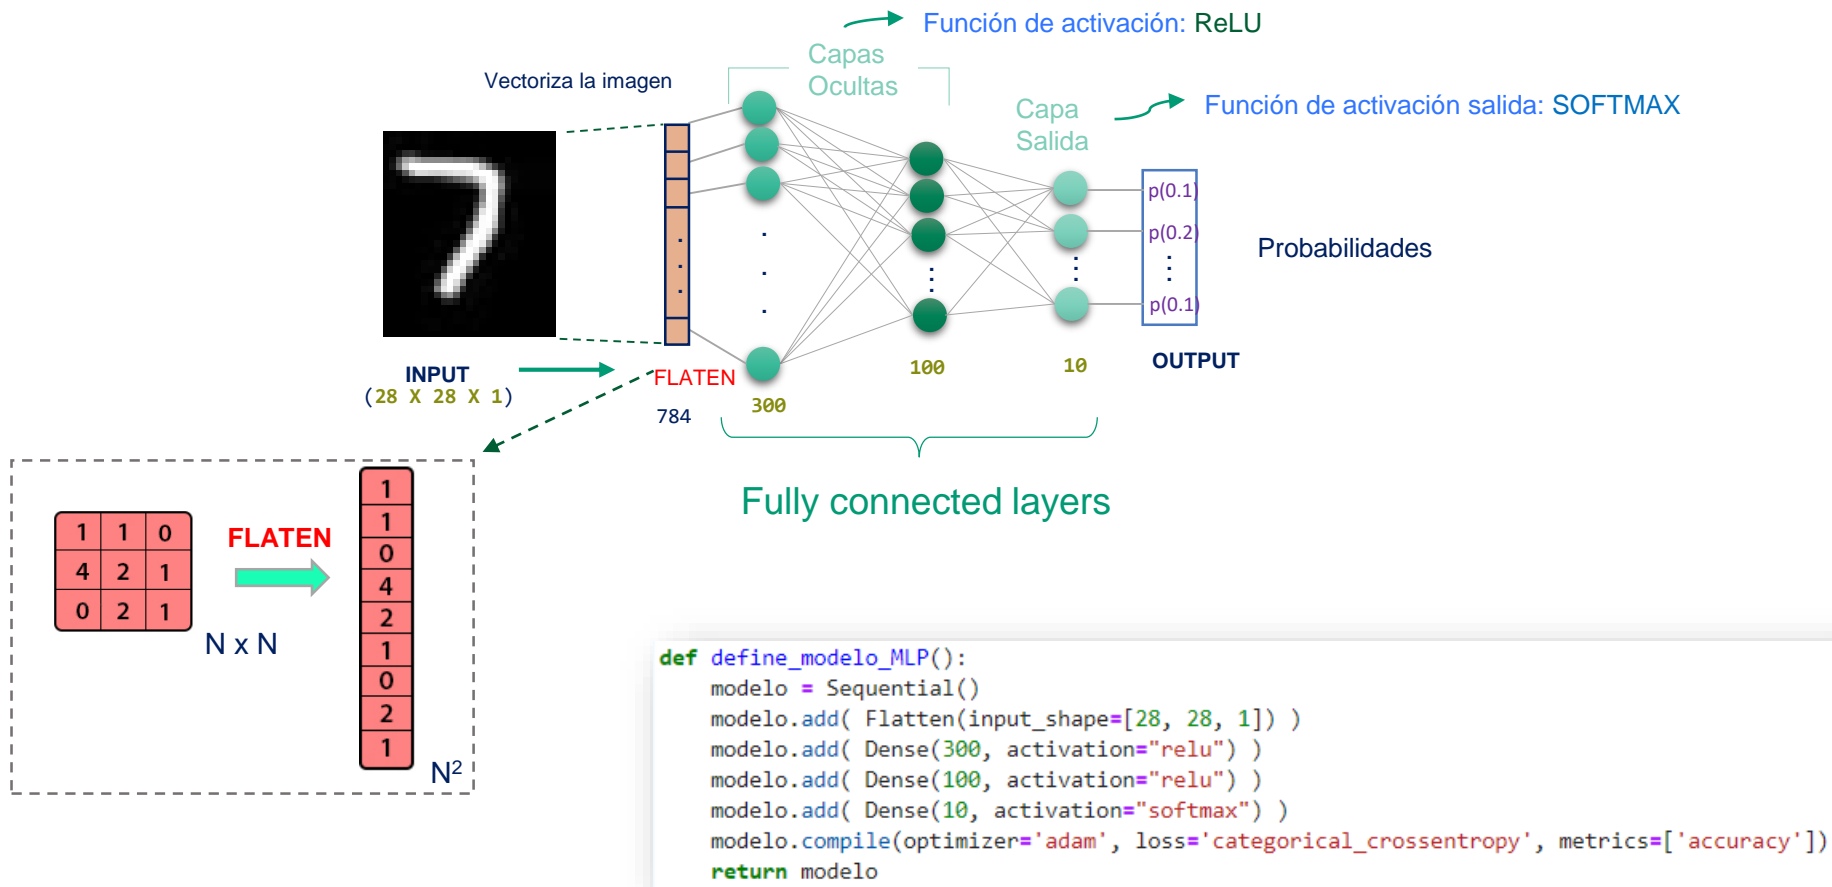 Función de activación: ReLU
Capas
Ocultas
Vectoriza la imagen
Capa
Salida
Función de activación salida: SOFTMAX
p(0.1)
p(0.2)
p(0.1)
Probabilidades
INPUT
(28 X 28 X 1)
FLATEN
784
300
100
10
OUTPUT
Fully connected layers
1 1 0
4 2 1
0 2 1
N x N
FLATEN
1
1
0
4
2
1
0
2
1
N²
def define_modelo_MLP():
    modelo = Sequential()
    modelo.add( Flatten(input_shape=[28, 28, 1]) )
    modelo.add( Dense(300, activation="relu") )
    modelo.add( Dense(100, activation="relu") )
    modelo.add( Dense(10, activation="softmax") )
    modelo.compile(optimizer='adam', loss='categorical_crossentropy', metrics=['accuracy'])
    return modelo